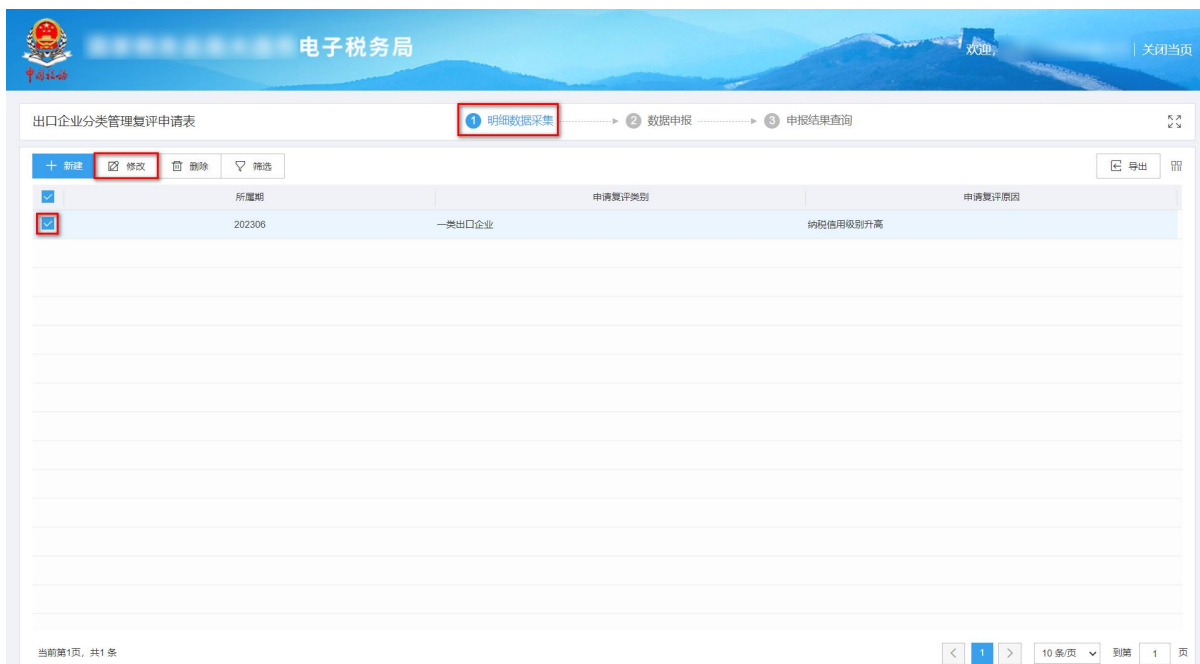 电子税务局
欢迎,
关闭当页
中国税务
出口企业分类管理复评申请表
1 明细数据采集
2 数据申报
3 申报结果查询
新建 修改 删除 筛选
导出
所属期 申请复评类别 申请复评原因
202306 一类出口企业 纳税信用级别升高
当前第1页,共1 条
1
10 条/页
到第 1 页